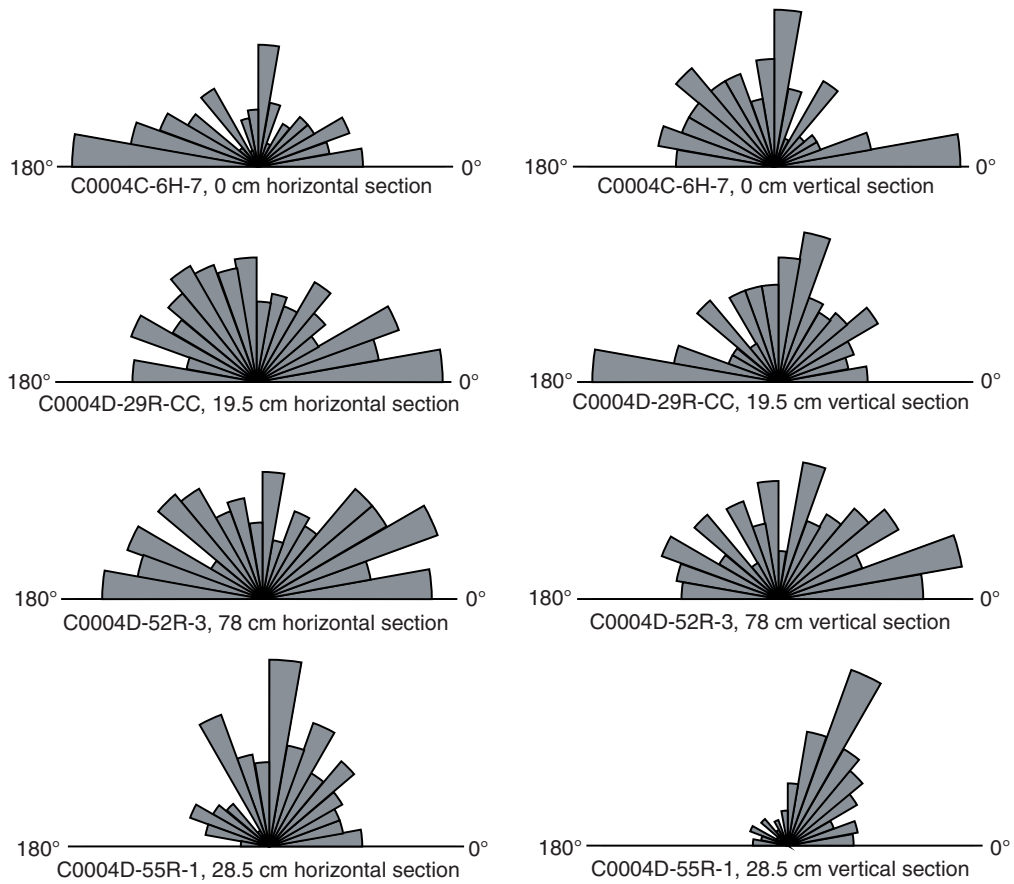 180° 0° 180° 0°
C0004C-6H-7, 0 cm horizontal section C0004C-6H-7, 0 cm vertical section
180° 0° 180° 0°
C0004D-29R-CC, 19.5 cm horizontal section C0004D-29R-CC, 19.5 cm vertical section
180° 0° 180° 0°
C0004D-52R-3, 78 cm horizontal section C0004D-52R-3, 78 cm vertical section
180° 0° 180° 0°
C0004D-55R-1, 28.5 cm horizontal section C0004D-55R-1, 28.5 cm vertical section